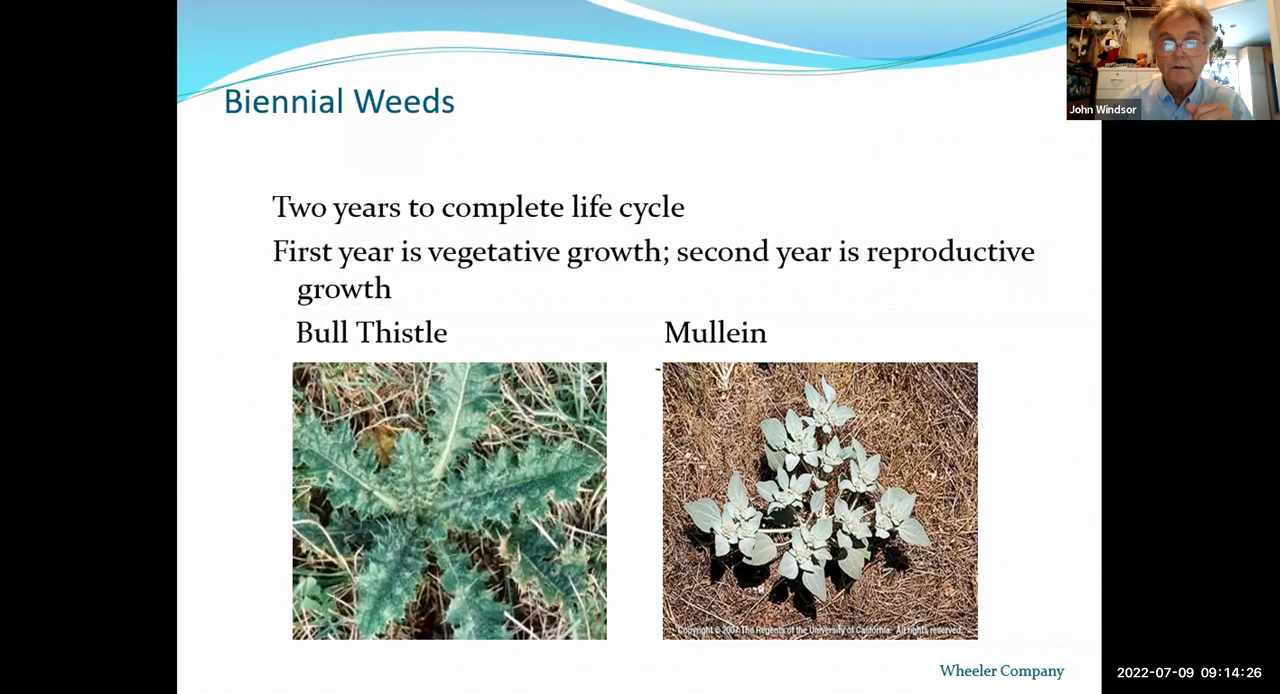 John Windsor
Biennial Weeds
Two years to complete life cycle
First year is vegetative growth; second year is reproductive
growth
Bull Thistle
Mullein
Copyright © 2007 The Regents of the University of California. All rights reserved.
Wheeler Company
2022-07-09 09:14:26